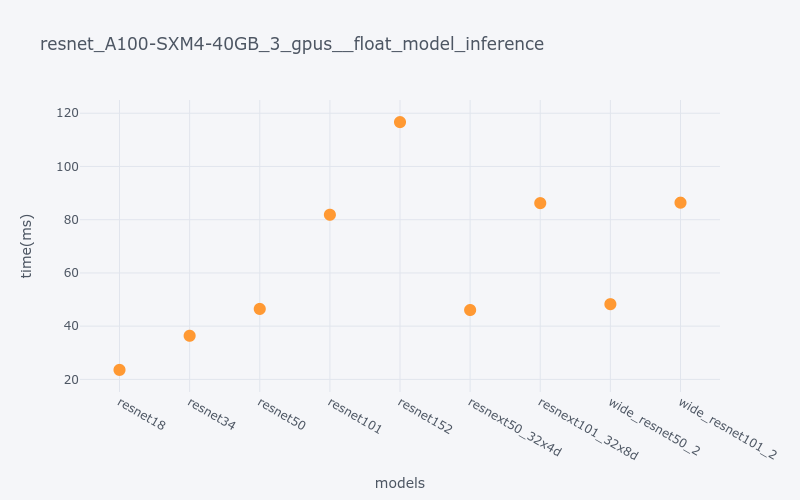 resnet_A100-SXM4-40GB_3_gpus__float_model_inference
time(ms)
120
100
80
60
40
20
resnet18
resnet34
resnet50
resnet101
resnet152
resnext50_32x4d
resnext101_32x8d
wide_resnet50_2
wide_resnet101_2
models